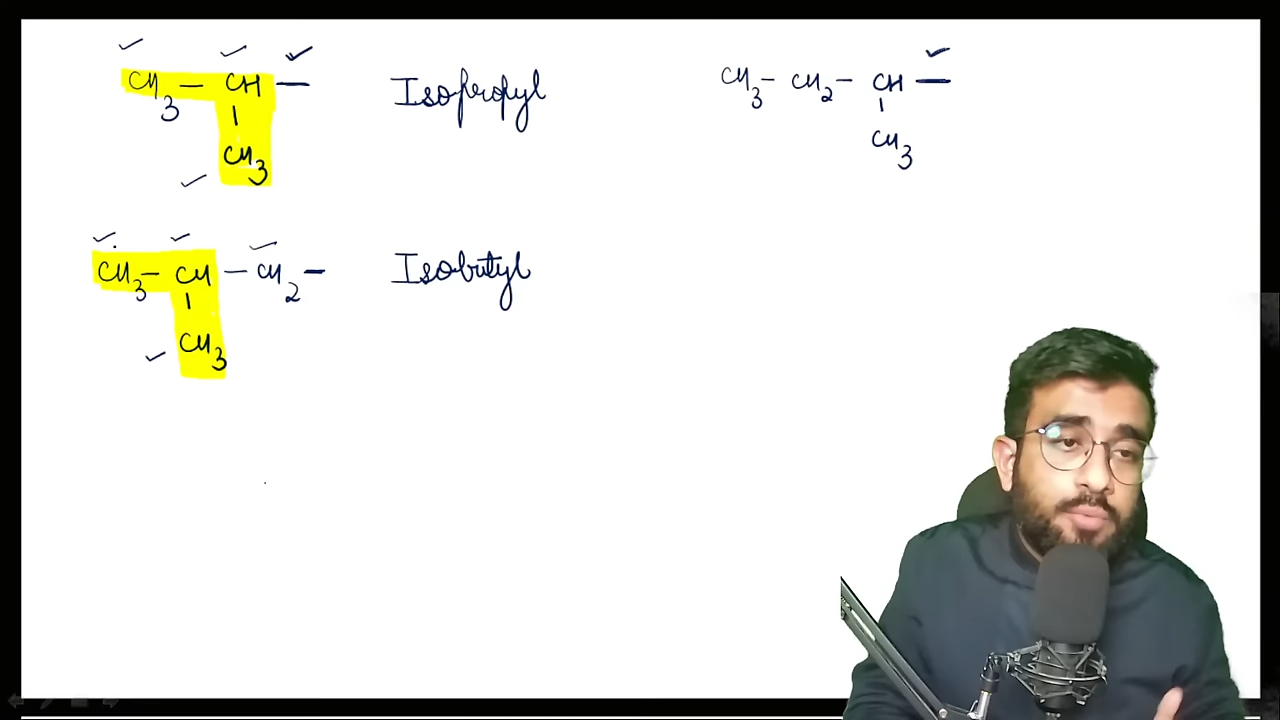 CH3 — CH — Isopropyl
|
CH3
CH3 — CH2 — CH —
|
CH3
CH3 — CH — CH2 — Isobutyl
|
CH3